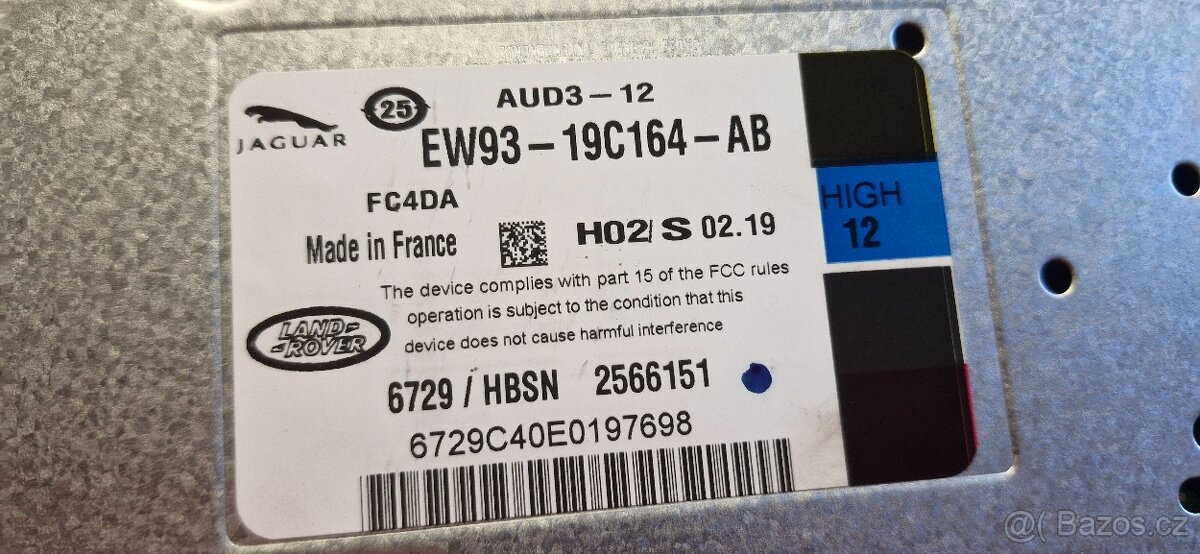 JAGUAR
25
AUD3-12
EW93-19C164-AB
FC4DA
Made in France
H02/S 02.19
HIGH
12
The device complies with part 15 of the FCC rules
operation is subject to the condition that this
device does not cause harmful interference
LAND-
-ROVER
6729 / HBSN 2566151
6729C40E0197698
@( Bazos.cz